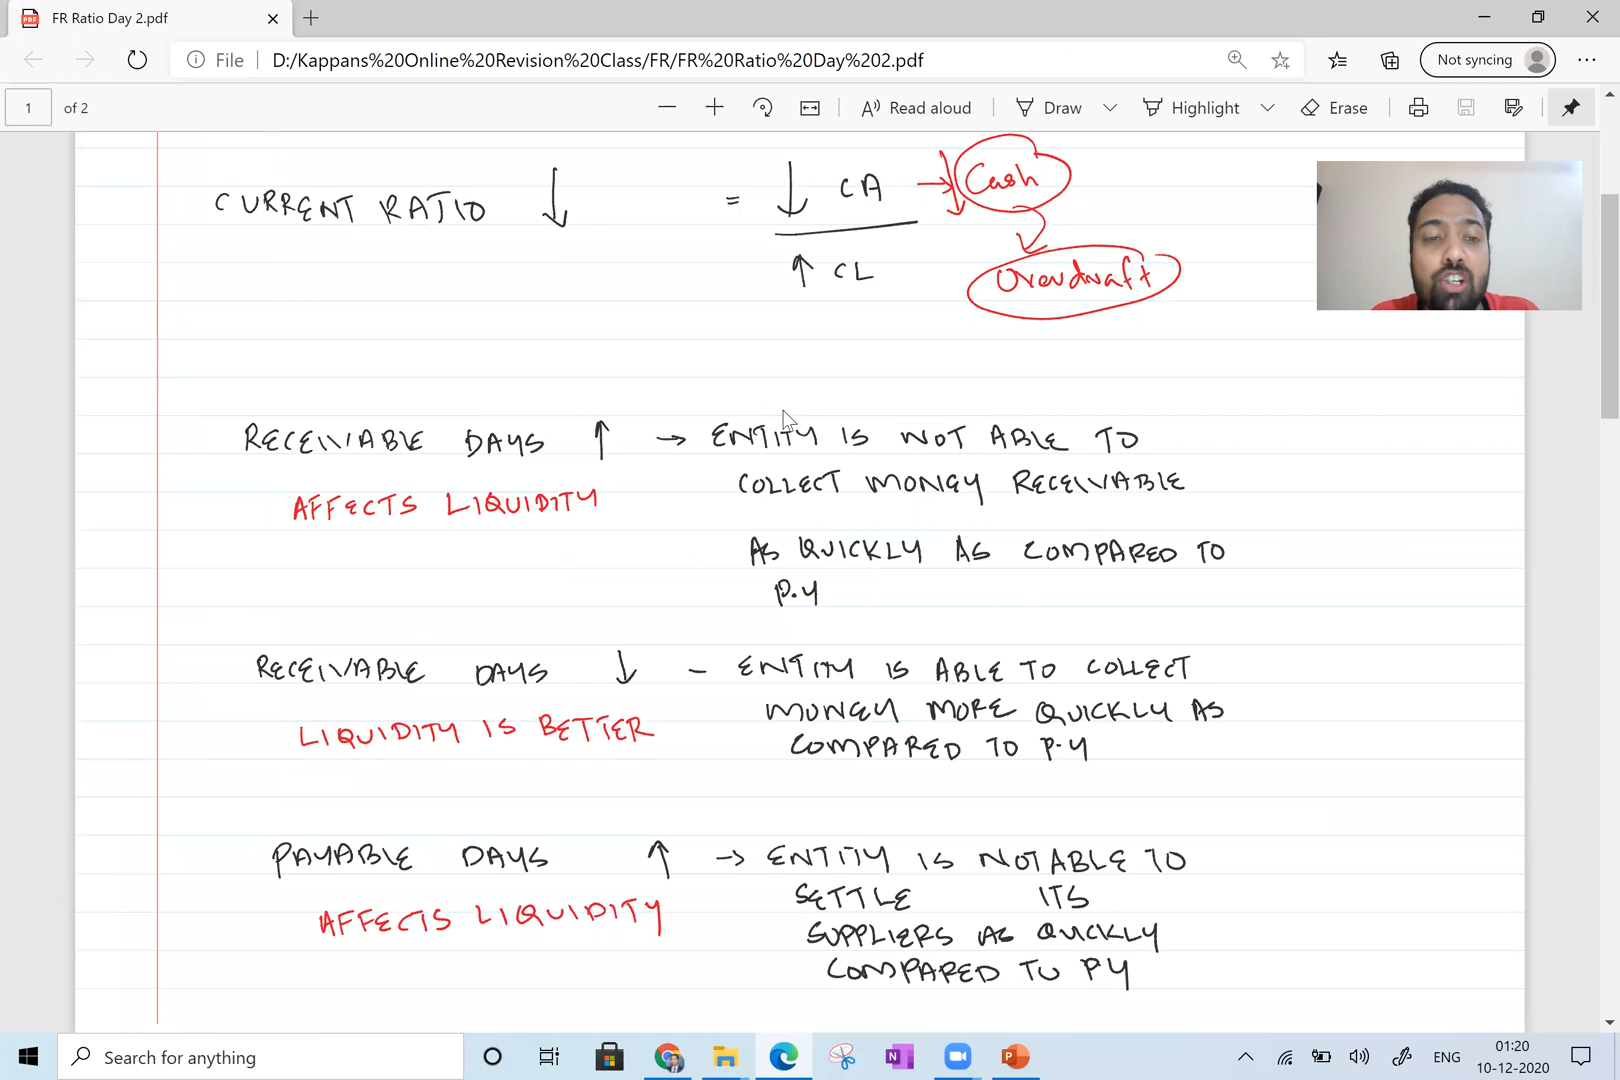 FR Ratio Day 2.pdf
File
D:/Kappans%20Online%20Revision%20Class/FR/FR%20Ratio%20Day%202.pdf
Not syncing
1 of 2
Read aloud
Draw
Highlight
Erase
CURRENT RATIO ↓ = ↓ CA → ↓ Cash
↑ CL
Overdraft
RECEIVABLE DAYS ↑ → ENTITY IS NOT ABLE TO
COLLECT MONEY RECEIVABLE
AFFECTS LIQUIDITY
AS QUICKLY AS COMPARED TO
P.Y
RECEIVABLE DAYS ↓ - ENTITY IS ABLE TO COLLECT
MONEY MORE QUICKLY AS
LIQUIDITY IS BETTER
COMPARED TO P.Y
PAYABLE DAYS ↑ → ENTITY IS NOT ABLE TO
SETTLE ITS
AFFECTS LIQUIDITY
SUPPLIERS AS QUICKLY
COMPARED TO PY
Search for anything
ENG
01:20
10-12-2020